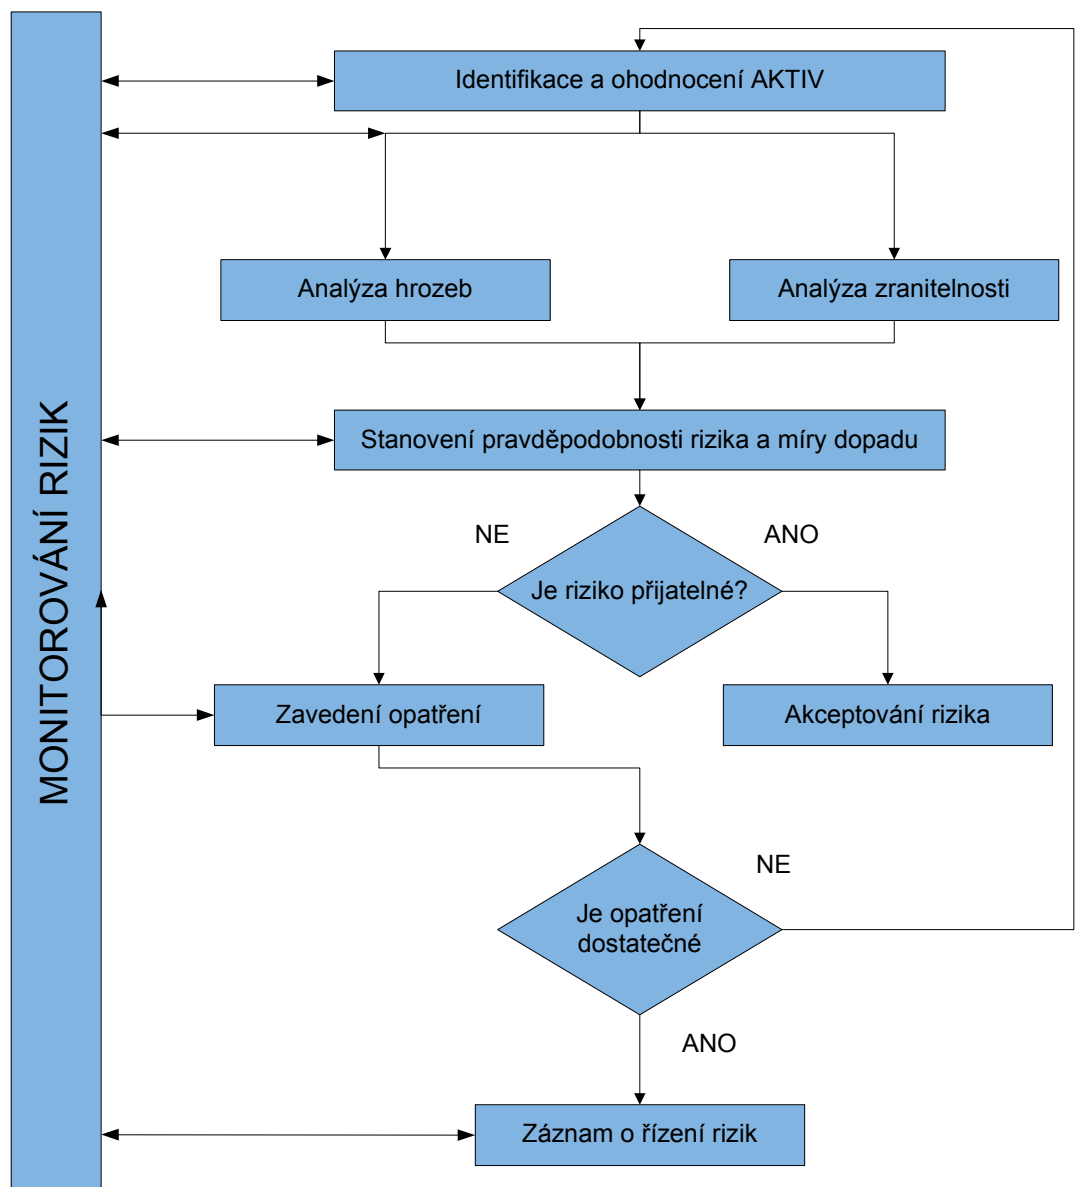 MONITOROVÁNÍ RIZIK
Identifikace a ohodnocení AKTIV
Analýza hrozeb
Analýza zranitelnosti
Stanovení pravděpodobnosti rizika a míry dopadu
NE
ANO
Je riziko přijatelné?
Zavedení opatření
Akceptování rizika
NE
Je opatření
dostatečné
ANO
Záznam o řízení rizik